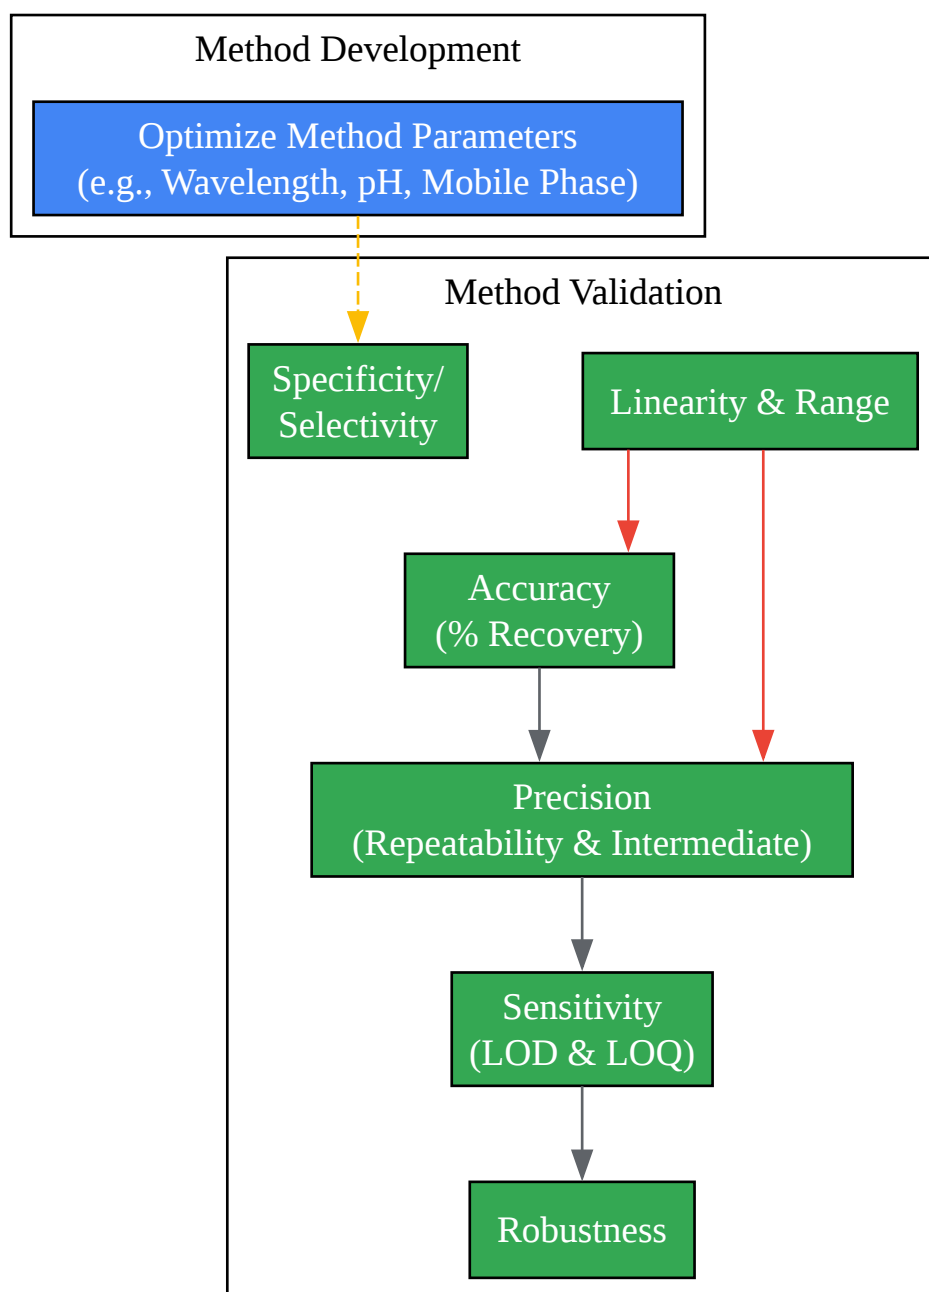 Method Development
Optimize Method Parameters
(e.g., Wavelength, pH, Mobile Phase)
Method Validation
Specificity/
Selectivity
Linearity & Range
Accuracy
(% Recovery)
Precision
(Repeatability & Intermediate)
Sensitivity
(LOD & LOQ)
Robustness